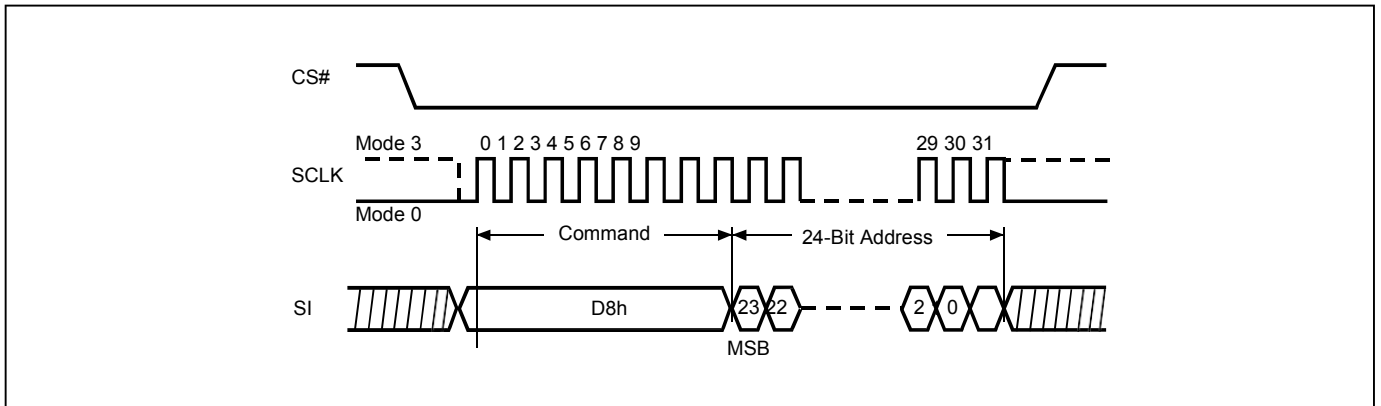 CS#
Mode 3
0 1 2 3 4 5 6 7 8 9
29 30 31
SCLK
Mode 0
Command
24-Bit Address
SI
D8h
23
22
2
0
MSB